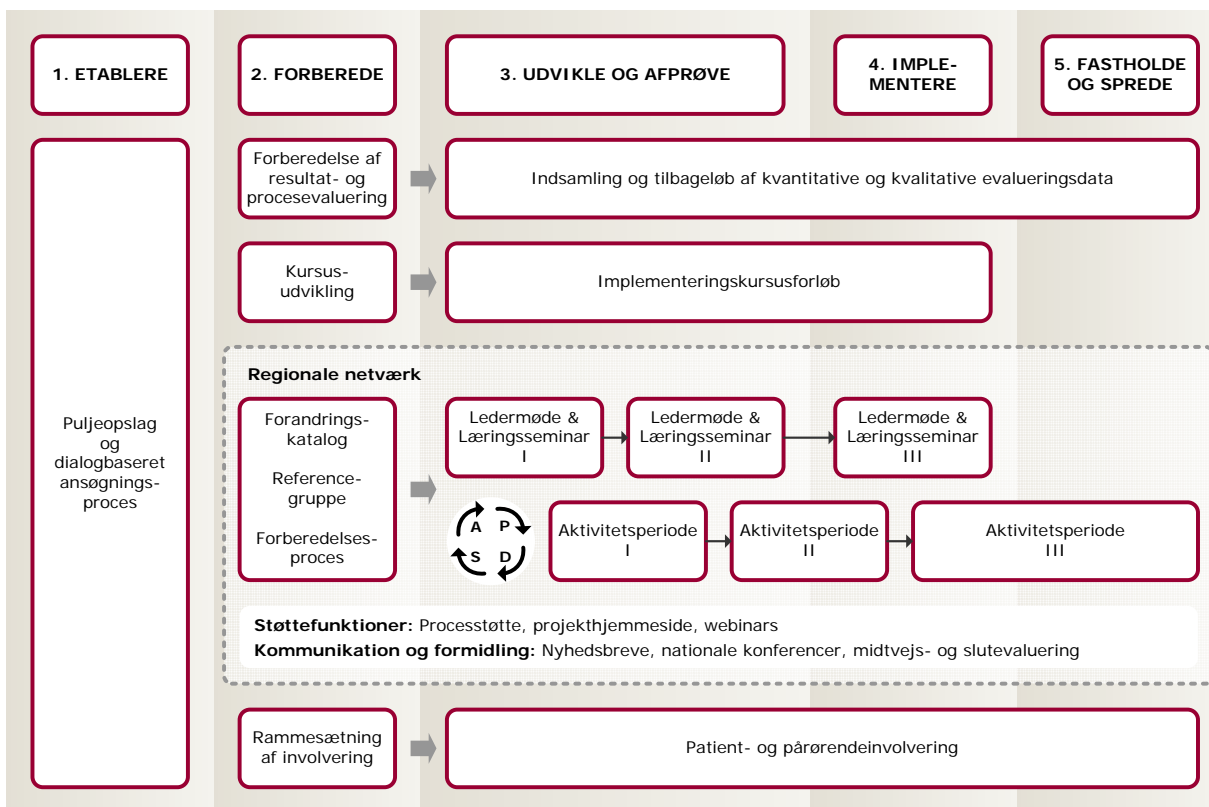 1. ETABLERE
2. FORBEREDE
3. UDVIKLE OG AFPRØVE
4. IMPLE-
MENTERE
5. FASTHOLDE
OG SPREDE
Puljeopslag
og
dialogbaseret
ansøgnings-
proces
Forberedelse af
resultat- og
procesevaluering
Indsamling og tilbageløb af kvantitative og kvalitative evalueringsdata
Kursus-
udvikling
Implementeringskursusforløb
Regionale netværk
Forandrings-
katalog
Reference-
gruppe
Forberedelses-
proces
Ledermøde &
Læringsseminar
I
Ledermøde &
Læringsseminar
II
Ledermøde &
Læringsseminar
III
A P
S D
Aktivitetsperiode
I
Aktivitetsperiode
II
Aktivitetsperiode
III
Støttefunktioner: Processtøtte, projekthjemmeside, webinars
Kommunikation og formidling: Nyhedsbreve, nationale konferencer, midtvejs- og slutevaluering
Rammesætning
af involvering
Patient- og pårørendeinvolvering